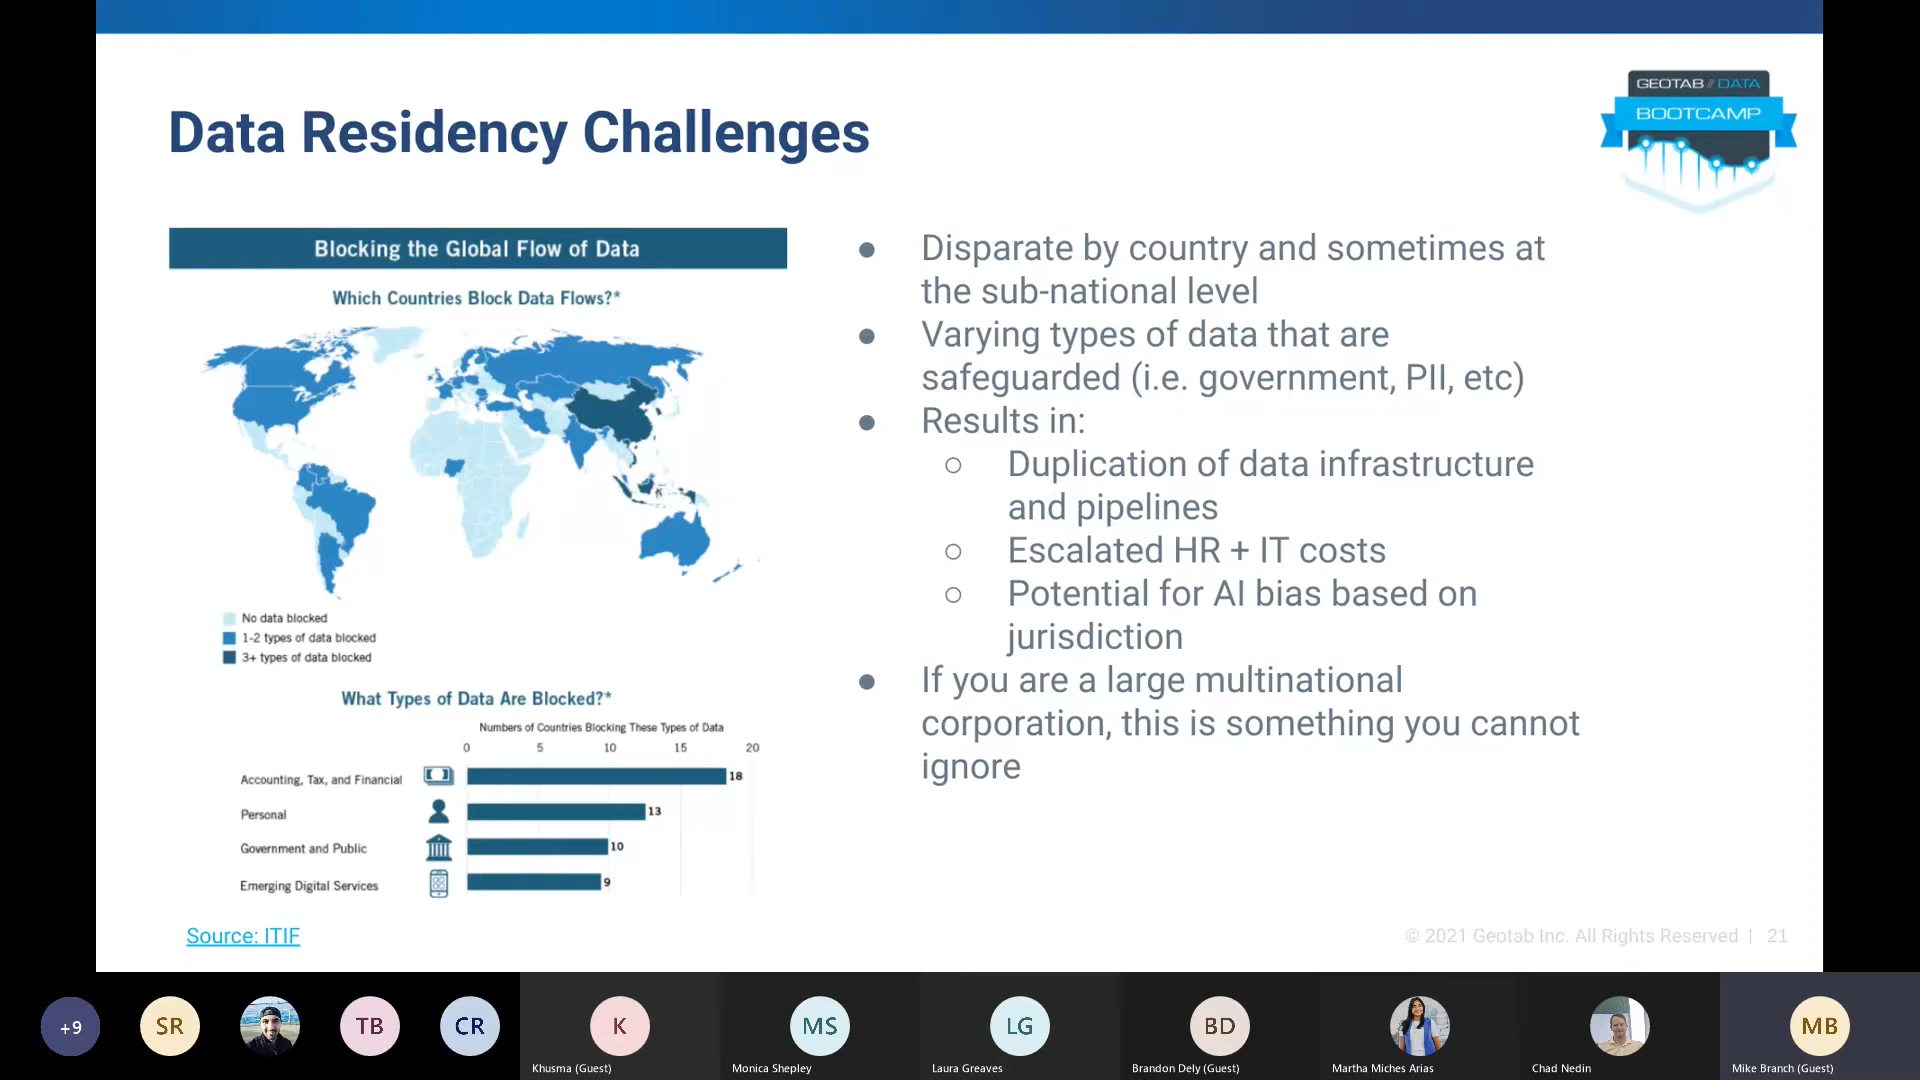 GEOTAB // DATA
BOOTCAMP
Data Residency Challenges
Blocking the Global Flow of Data
Which Countries Block Data Flows?*
No data blocked
1-2 types of data blocked
3+ types of data blocked
What Types of Data Are Blocked?*
Numbers of Countries Blocking These Types of Data
0 5 10 15 20
Accounting, Tax, and Financial 18
Personal 13
Government and Public 10
Emerging Digital Services 9
Source: ITIF
● Disparate by country and sometimes at
the sub-national level
● Varying types of data that are
safeguarded (i.e. government, PII, etc)
● Results in:
○ Duplication of data infrastructure
and pipelines
○ Escalated HR + IT costs
○ Potential for AI bias based on
jurisdiction
● If you are a large multinational
corporation, this is something you cannot
ignore
© 2021 Geotab Inc. All Rights Reserved | 21
+9 SR TB CR K MS LG BD MB
Khusma (Guest) Monica Shepley Laura Greaves Brandon Dely (Guest) Martha Miches Arias Chad Nedin Mike Branch (Guest)